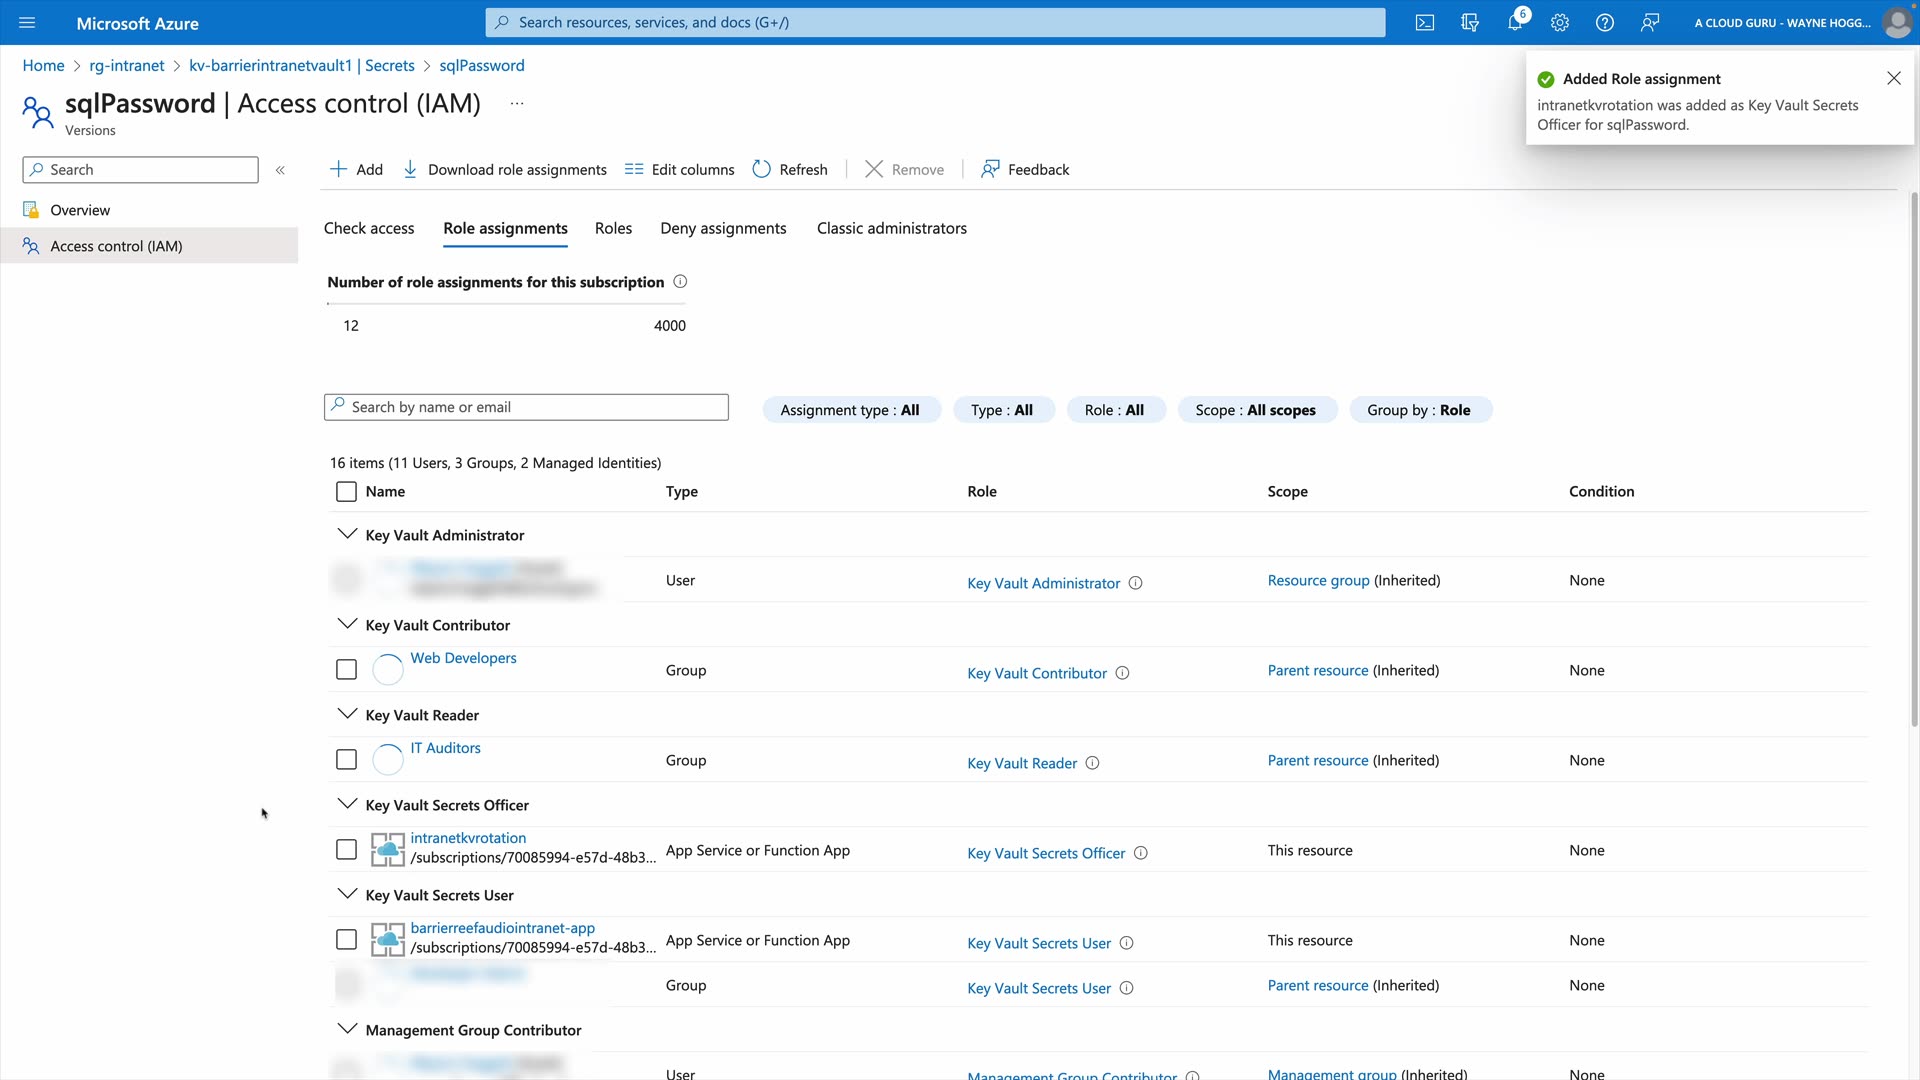 Microsoft Azure
Search resources, services, and docs (G+/)
6
A CLOUD GURU - WAYNE HOGG...
Home > rg-intranet > kv-barrierintranetvault1 | Secrets > sqlPassword
sqlPassword | Access control (IAM) ...
Versions
Added Role assignment
intranetkvrotation was added as Key Vault Secrets
Officer for sqlPassword.
Search
«
Overview
Access control (IAM)
Add
Download role assignments
Edit columns
Refresh
Remove
Feedback
Check access
Role assignments
Roles
Deny assignments
Classic administrators
Number of role assignments for this subscription
12
4000
Search by name or email
Assignment type : All
Type : All
Role : All
Scope : All scopes
Group by : Role
16 items (11 Users, 3 Groups, 2 Managed Identities)
Name Type Role Scope Condition
Key Vault Administrator
User Key Vault Administrator Resource group (Inherited) None
Key Vault Contributor
Web Developers
Group Key Vault Contributor Parent resource (Inherited) None
Key Vault Reader
IT Auditors
Group Key Vault Reader Parent resource (Inherited) None
Key Vault Secrets Officer
intranetkvrotation
/subscriptions/70085994-e57d-48b3... App Service or Function App Key Vault Secrets Officer This resource None
Key Vault Secrets User
barrierreefaudiointranet-app
/subscriptions/70085994-e57d-48b3... App Service or Function App Key Vault Secrets User This resource None
Group Key Vault Secrets User Parent resource (Inherited) None
Management Group Contributor
User Management Group Contributor Management group (Inherited) None